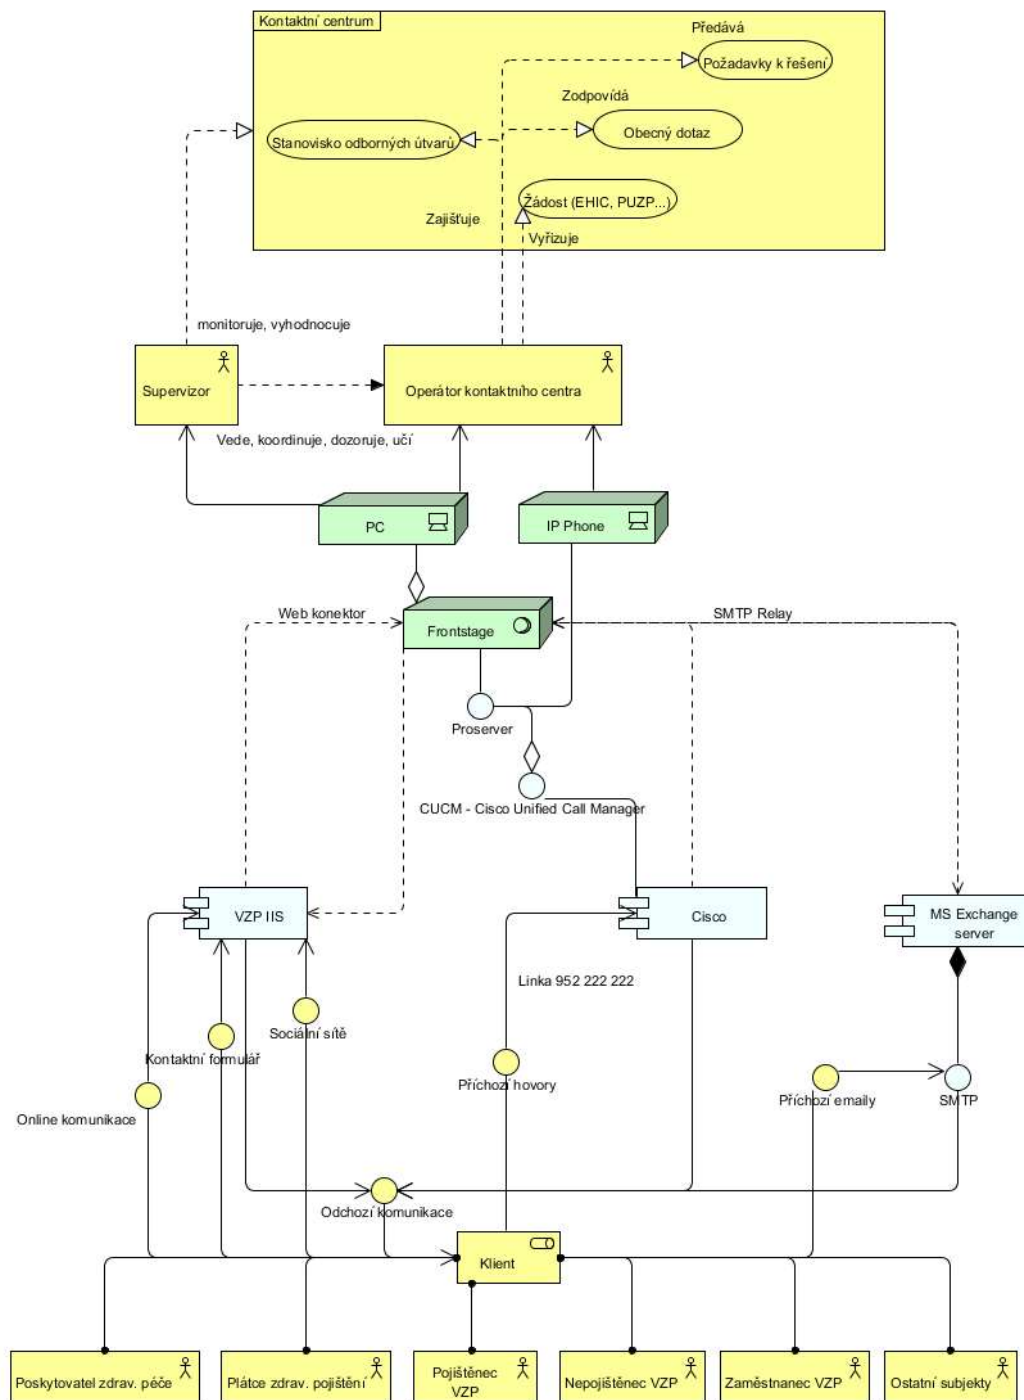 Kontaktní centrum
Předává
Požadavky k řešení
Zodpovídá
Obecný dotaz
Stanovisko odborných útvarů
Žádost (EHIC, PUZP...)
Zajišťuje
Vyřizuje
monitoruje, vyhodnocuje
Supervizor
Operátor kontaktního centra
Vede, koordinuje, dozoruje, učí
PC
IP Phone
Web konektor
SMTP Relay
Frontstage
Proserver
CUCM - Cisco Unified Call Manager
VZP IIS
Cisco
MS Exchange
server
Linka 952 222 222
Sociální sítě
Kontaktní formulář
Příchozí hovory
Příchozí emaily
SMTP
Online komunikace
Odchozí komunikace
Klient
Poskytovatel zdrav. péče
Plátce zdrav. pojištění
Pojištěnec
VZP
Nepojištěnec VZP
Zaměstnanec VZP
Ostatní subjekty